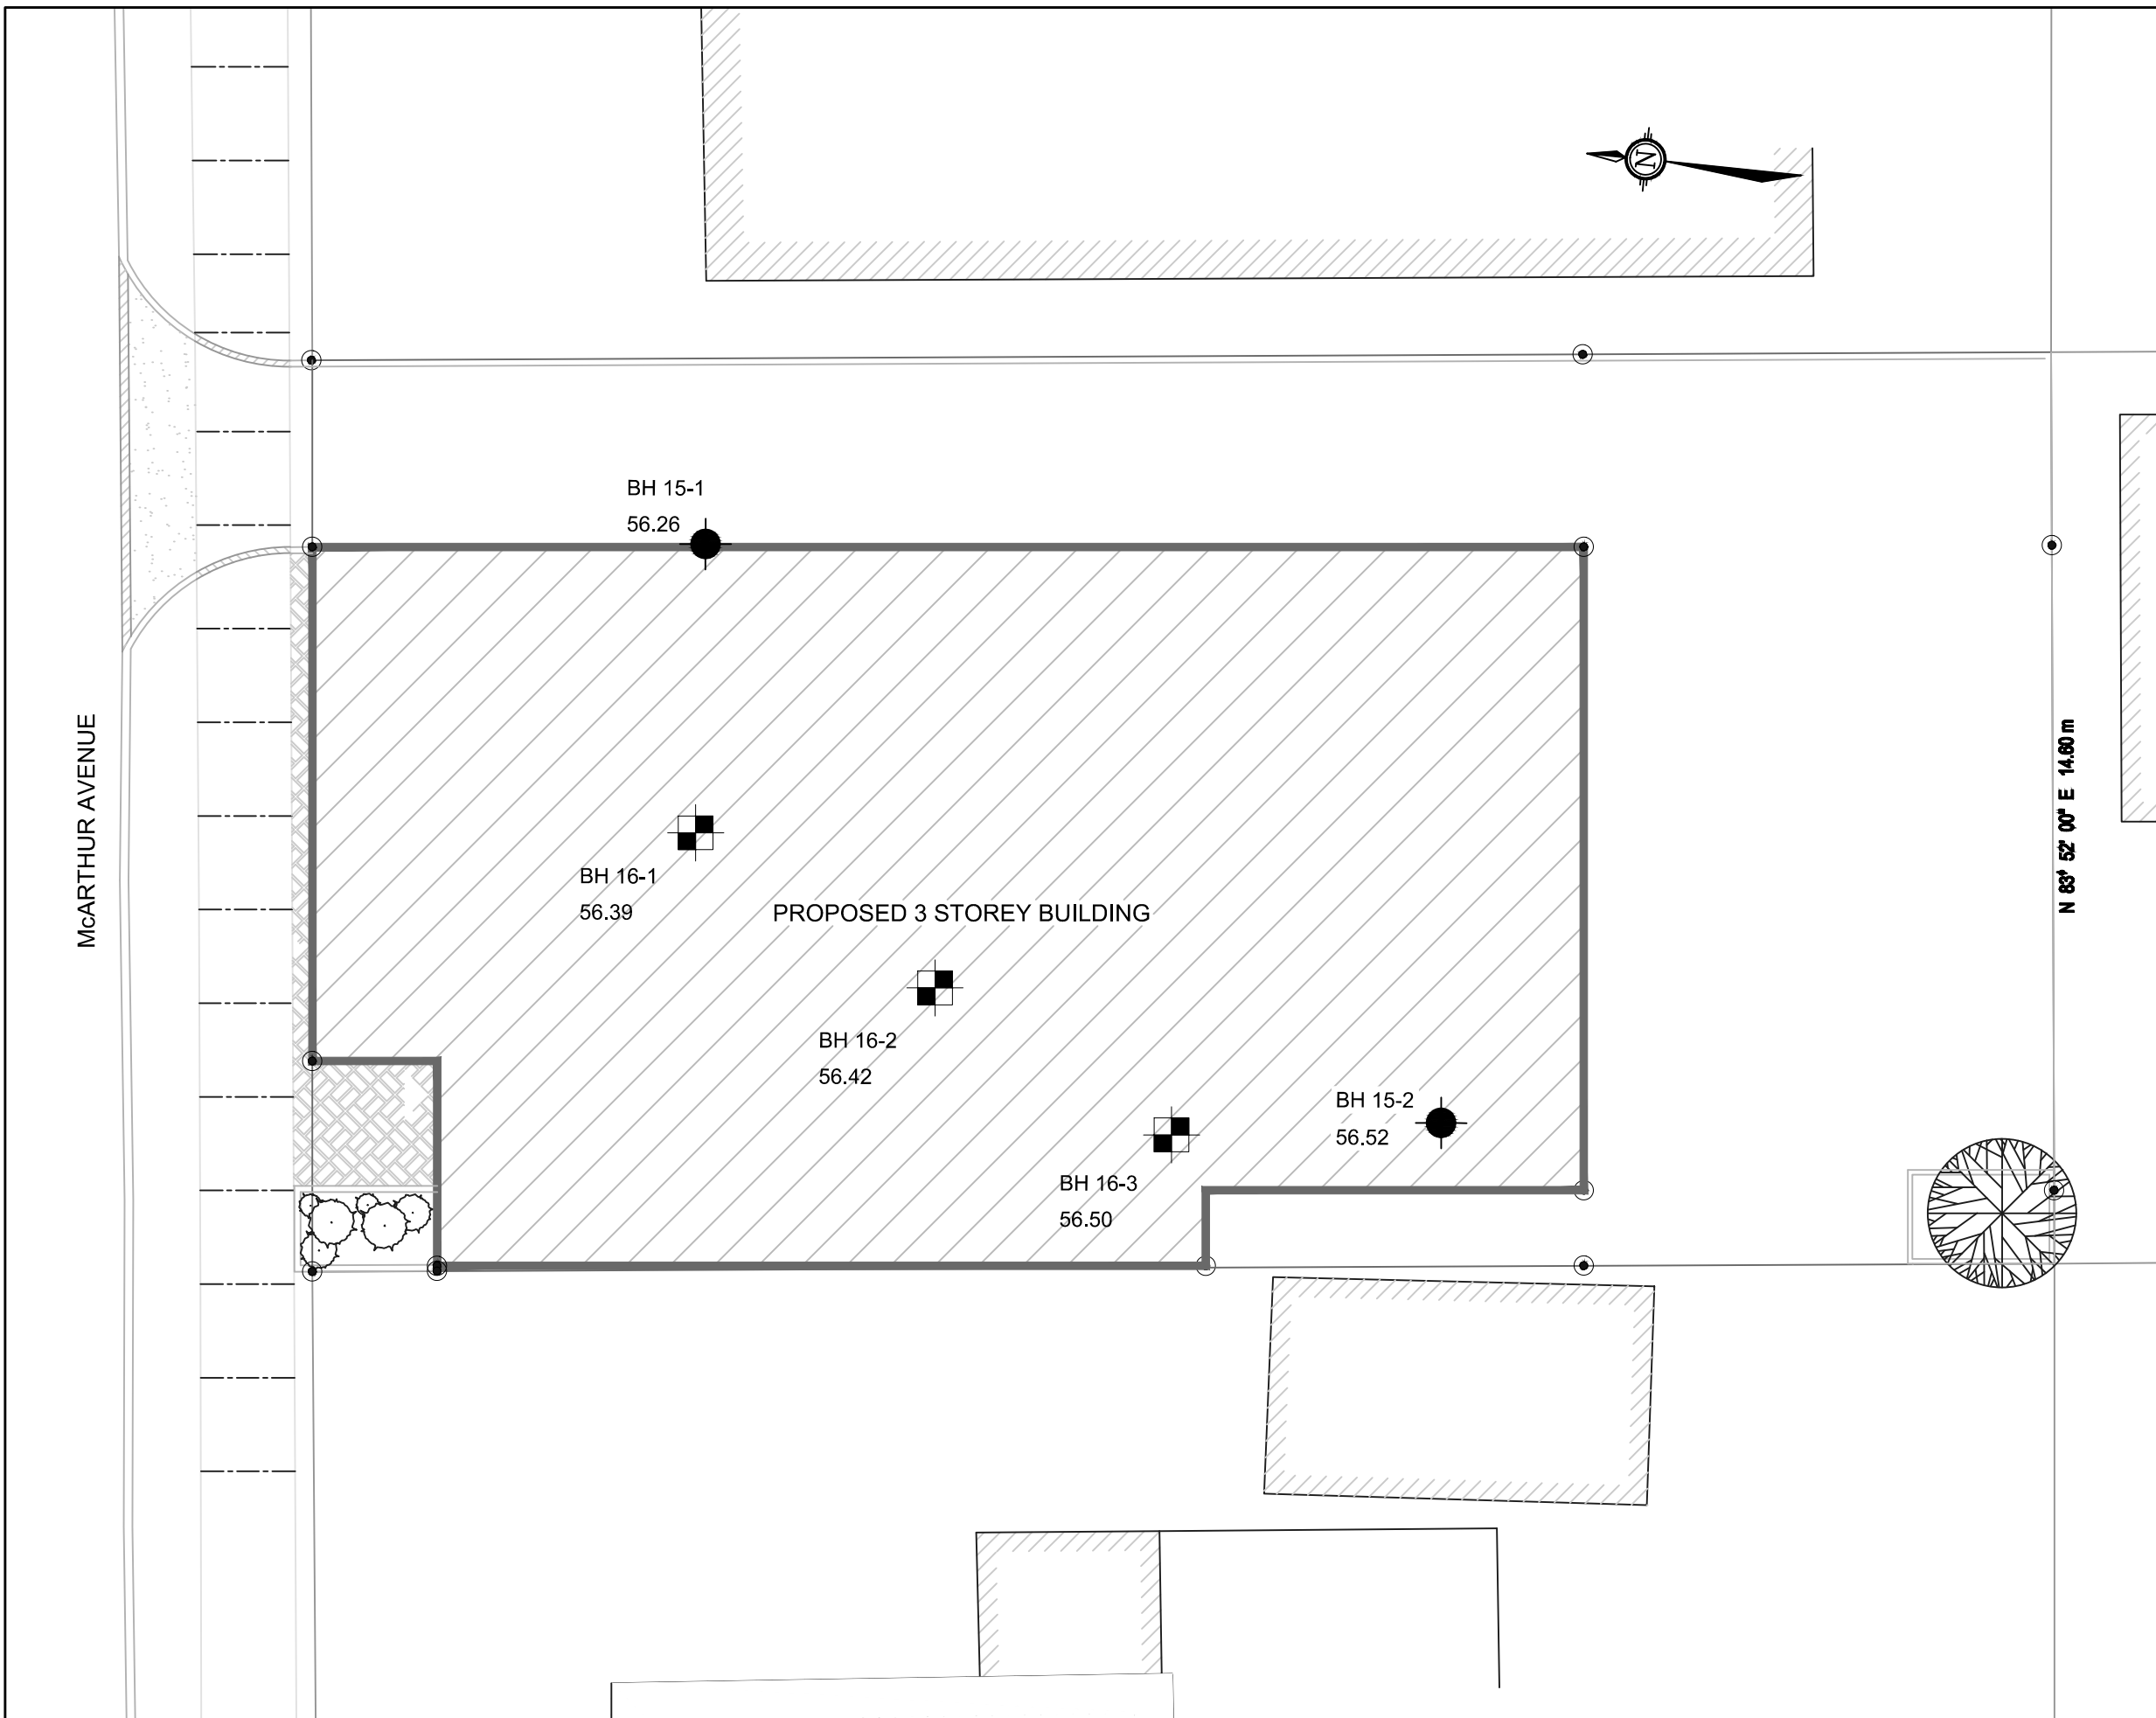 N
BH 15-1
56.26
McARTHUR AVENUE
N 83° 52' 00" E 14.60 m
BH 16-1
56.39
PROPOSED 3 STOREY BUILDING
BH 16-2
56.42
BH 15-2
56.52
BH 16-3
56.50